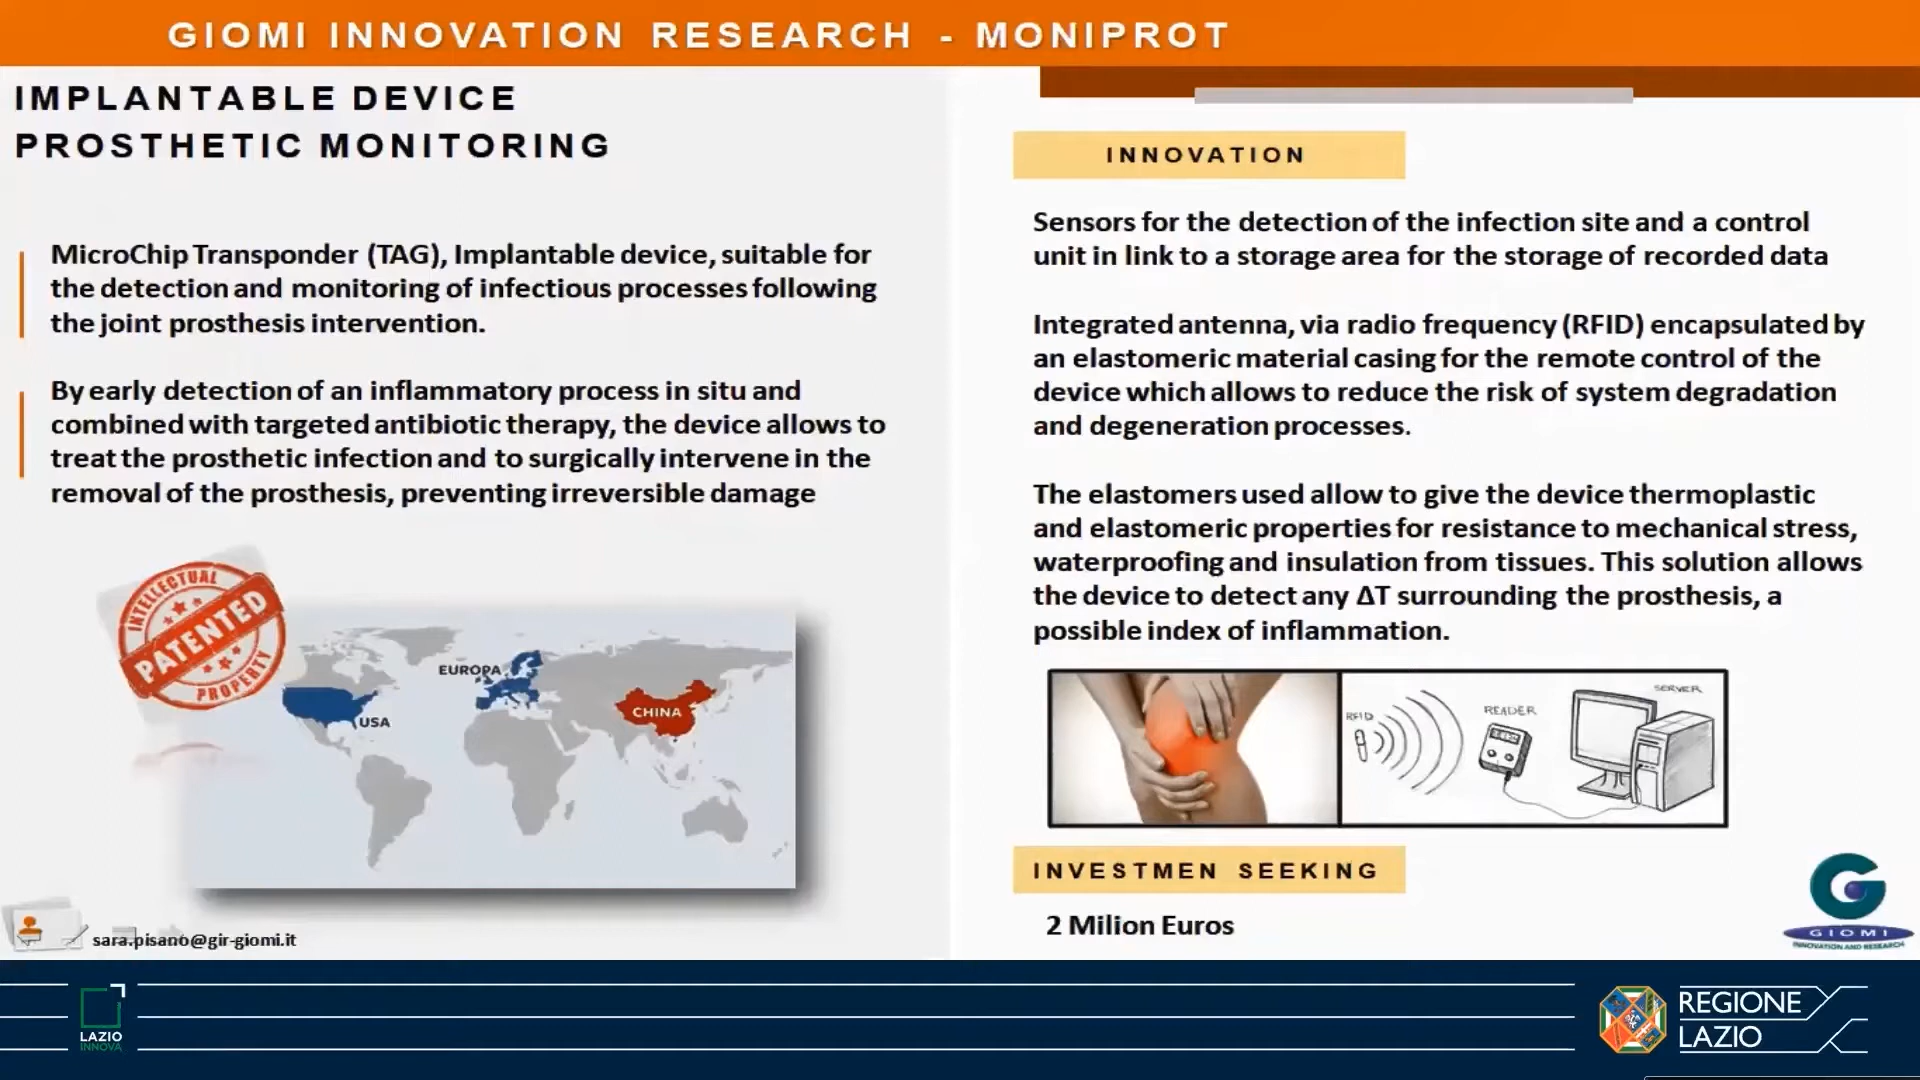 GIOMI INNOVATION RESEARCH - MONIPROT
IMPLANTABLE DEVICE
PROSTHETIC MONITORING
MicroChip Transponder (TAG), Implantable device, suitable for
the detection and monitoring of infectious processes following
the joint prosthesis intervention.
By early detection of an inflammatory process in situ and
combined with targeted antibiotic therapy, the device allows to
treat the prosthetic infection and to surgically intervene in the
removal of the prosthesis, preventing irreversible damage
INTELLECTUAL
PATENTED
PROPERTY
EUROPA
USA
CHINA
sara.pisano@gir-giomi.it
INNOVATION
Sensors for the detection of the infection site and a control
unit in link to a storage area for the storage of recorded data
Integrated antenna, via radio frequency (RFID) encapsulated by
an elastomeric material casing for the remote control of the
device which allows to reduce the risk of system degradation
and degeneration processes.
The elastomers used allow to give the device thermoplastic
and elastomeric properties for resistance to mechanical stress,
waterproofing and insulation from tissues. This solution allows
the device to detect any ΔT surrounding the prosthesis, a
possible index of inflammation.
RFID
READER
SERVER
INVESTMEN SEEKING
2 Milion Euros
GIOMI
INNOVATION AND RESEARCH
LAZIO
INNOVA
REGIONE
LAZIO